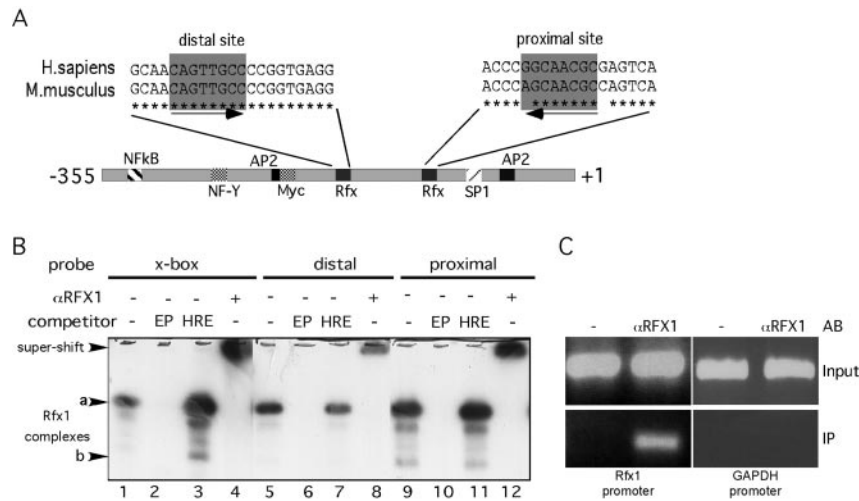 A
distal site
proximal site
H.sapiens GCAACAGTTGCCCCGGTGAGG ACCCGGCAACGCGAGTCA
M.musculus GCAACAGTTGCCCCGGTGAGG ACCCAGCAACGCCAGTCA
********************* **** ******* *****
-355 NFkB NF-Y AP2 Myc Rfx Rfx SP1 AP2 +1
B
probe x-box distal proximal
αRFX1 - - - + - - - + - - - +
competitor EP HRE EP HRE EP HRE
super-shift
a
Rfx1
complexes
b
1 2 3 4 5 6 7 8 9 10 11 12
C
- αRFX1 - αRFX1 AB
Input
IP
Rfx1
promoter
GAPDH
promoter